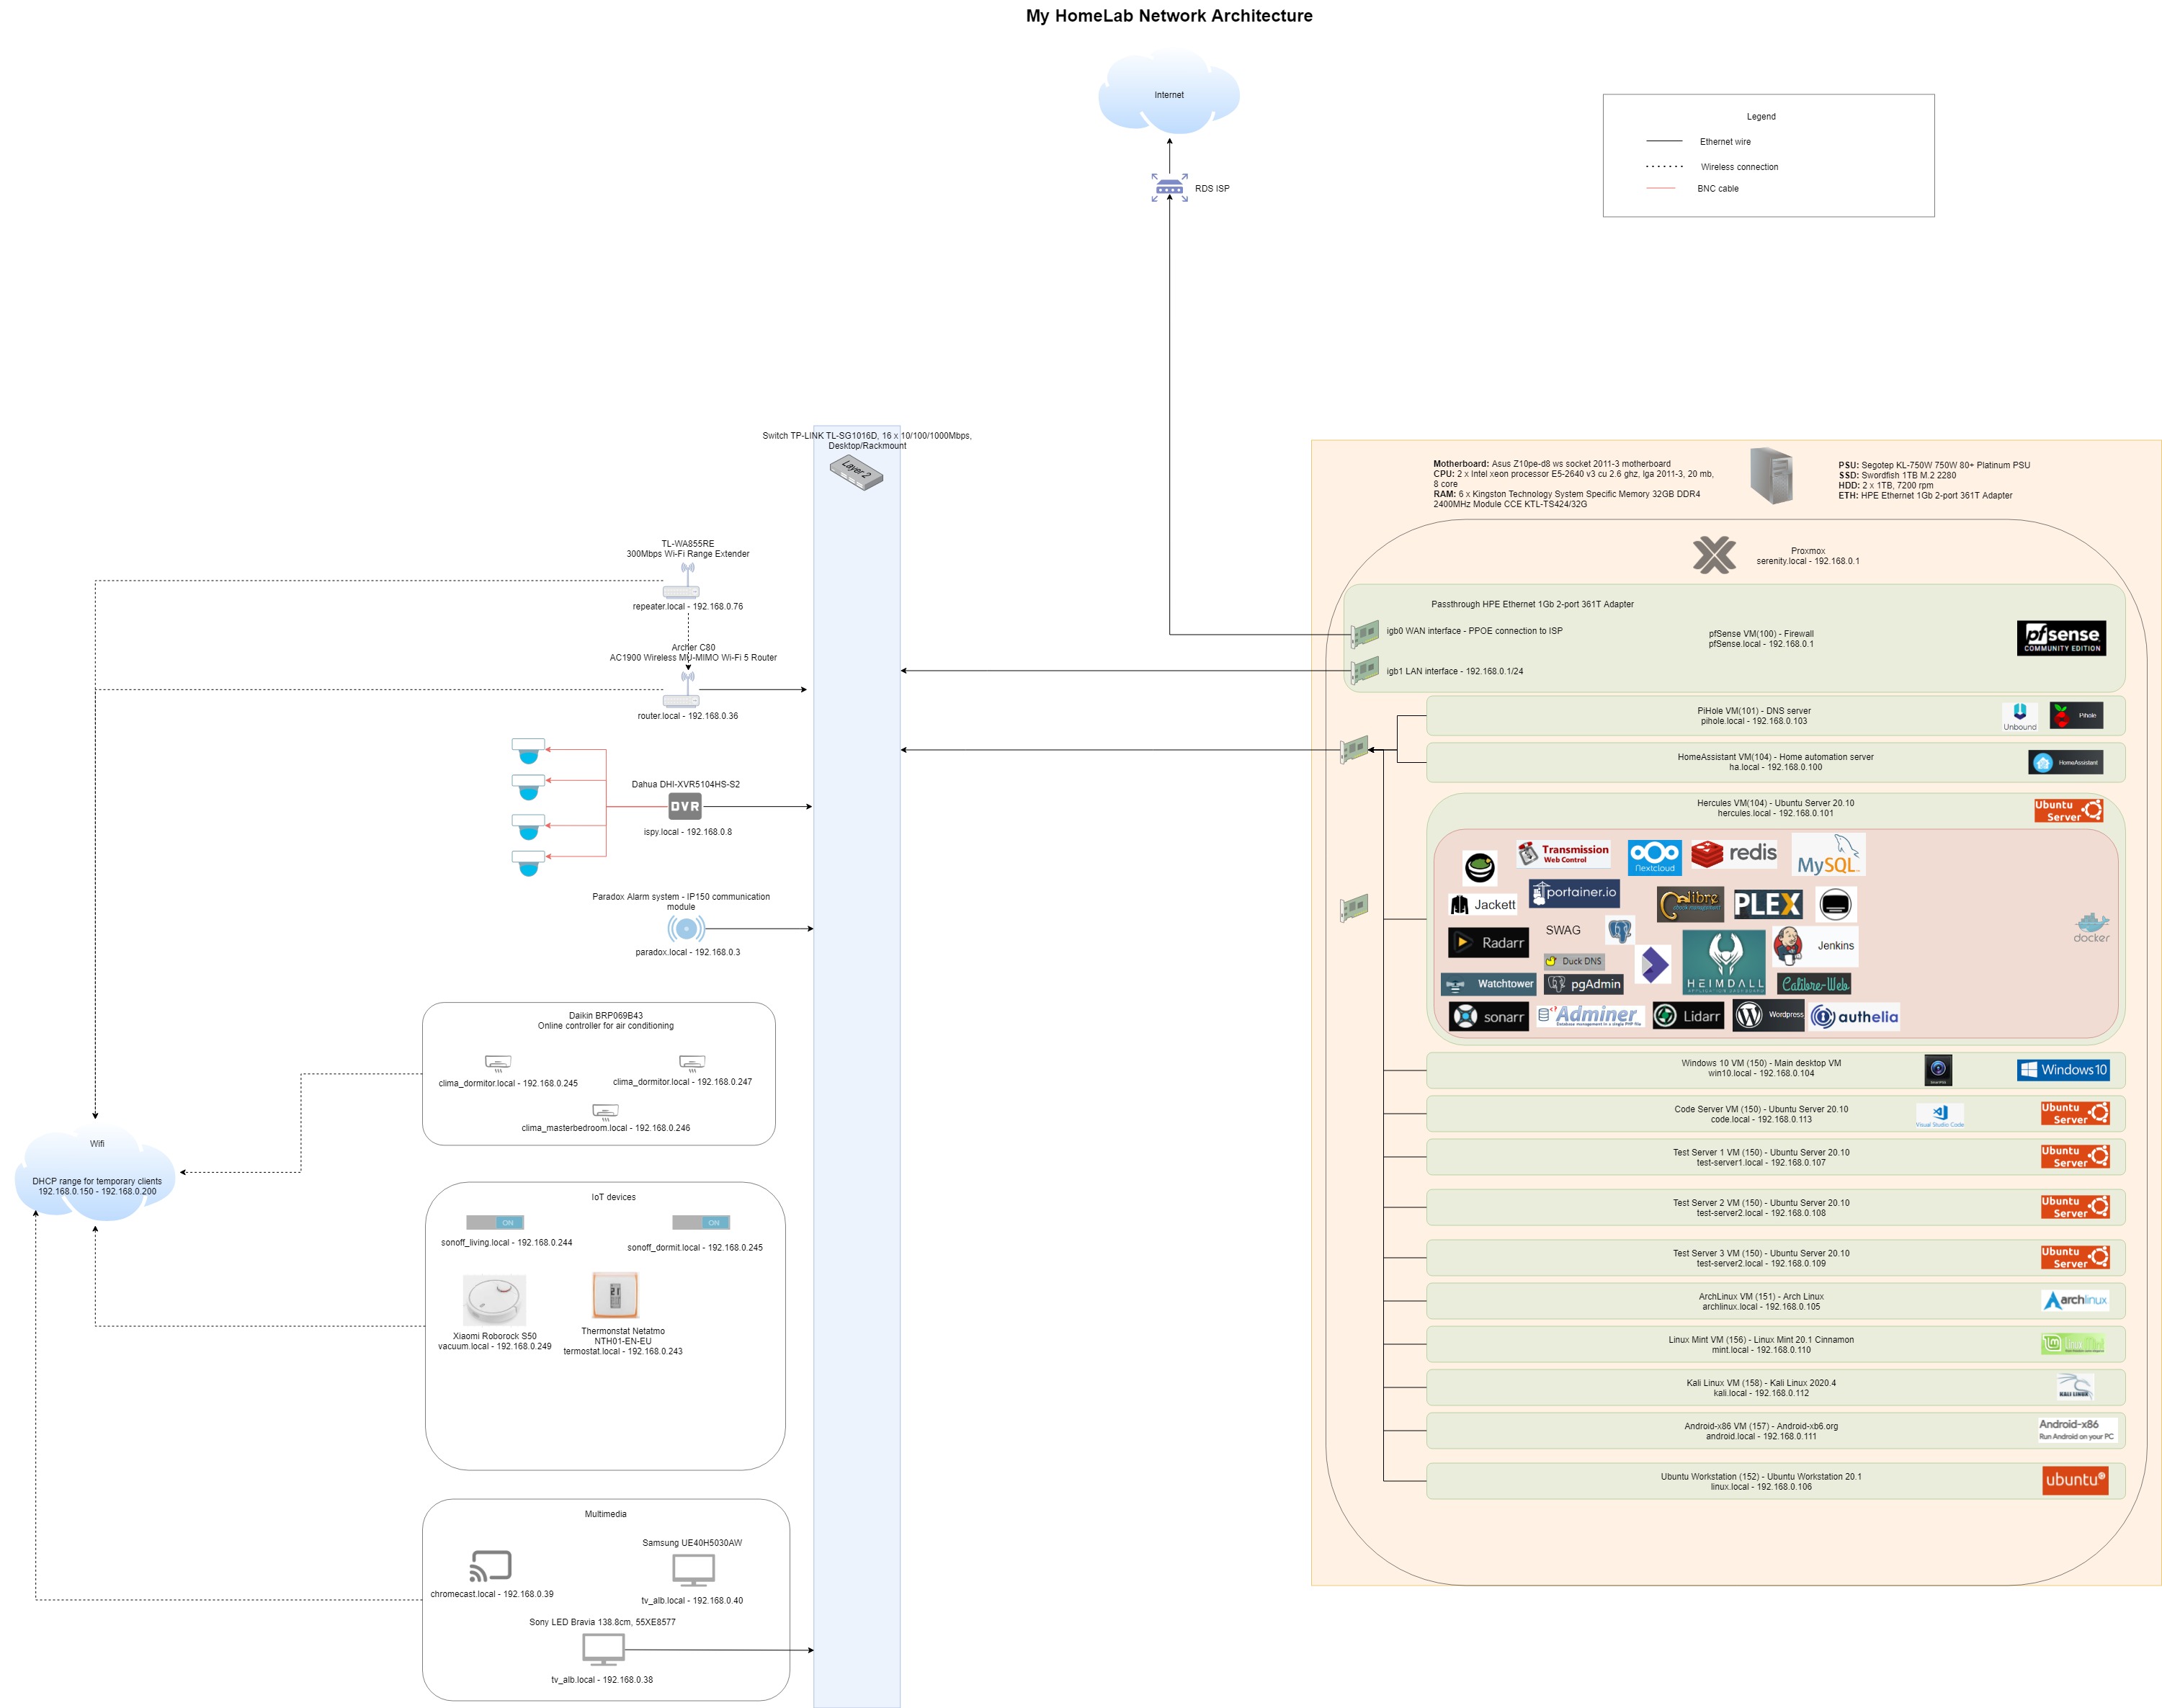 My HomeLab Network Architecture
Internet
RDS ISP
Legend
Ethernet wire
Wireless connection
BNC cable
Switch TP-LINK TL-SG1016D, 16 x 10/100/1000Mbps,
Desktop/Rackmount
Layer 2
TL-WA855RE
300Mbps Wi-Fi Range Extender
repeater.local - 192.168.0.76
Archer C80
AC1900 Wireless MU-MIMO Wi-Fi 5 Router
router.local - 192.168.0.36
Dahua DHI-XVR5104HS-S2
DVR
ispy.local - 192.168.0.8
Paradox Alarm system - IP150 communication
module
paradox.local - 192.168.0.3
Daikin BRP069B43
Online controller for air conditioning
clima_dormitor.local - 192.168.0.245
clima_dormitor.local - 192.168.0.247
clima_masterbedroom.local - 192.168.0.246
Wifi
DHCP range for temporary clients
192.168.0.150 - 192.168.0.200
IoT devices
ON
ON
sonoff_living.local - 192.168.0.244
sonoff_dormit.local - 192.168.0.245
Xiaomi Roborock S50
vacuum.local - 192.168.0.249
Thermonstat Netatmo
NTH01-EN-EU
termostat.local - 192.168.0.243
Multimedia
chromecast.local - 192.168.0.39
Samsung UE40H5030AW
tv_alb.local - 192.168.0.40
Sony LED Bravia 138.8cm, 55XE8577
tv_alb.local - 192.168.0.38
Motherboard: Asus Z10pe-d8 ws socket 2011-3 motherboard
CPU: 2 x Intel xeon processor E5-2640 v3 cu 2.6 ghz, lga 2011-3, 20 mb,
8 core
RAM: 6 x Kingston Technology System Specific Memory 32GB DDR4
2400MHz Module CCE KTL-TS424/32G
PSU: Segotep KL-750W 750W 80+ Platinum PSU
SSD: Swordfish 1TB M.2 2280
HDD: 2 x 1TB, 7200 rpm
ETH: HPE Ethernet 1Gb 2-port 361T Adapter
Proxmox
serenity.local - 192.168.0.1
Passthrough HPE Ethernet 1Gb 2-port 361T Adapter
igb0 WAN interface - PPOE connection to ISP
igb1 LAN interface - 192.168.0.1/24
pfSense VM(100) - Firewall
pfSense.local - 192.168.0.1
pfsense
COMMUNITY EDITION
PiHole VM(101) - DNS server
pihole.local - 192.168.0.103
Unbound
Pihole
HomeAssistant VM(104) - Home automation server
ha.local - 192.168.0.100
HomeAssistant
Hercules VM(104) - Ubuntu Server 20.10
hercules.local - 192.168.0.101
Ubuntu
Server
Transmission
Web Control
Nextcloud
redis
MySQL
Jackett
portainer.io
Calibre
PLEX
docker
Radarr
SWAG
Jenkins
Duck DNS
HEIMDALL
Watchtower
pgAdmin
Calibre-Web
sonarr
Adminer
Database management in a single PHP file
Lidarr
Wordpress
authelia
Windows 10 VM (150) - Main desktop VM
win10.local - 192.168.0.104
Windows 10
Code Server VM (150) - Ubuntu Server 20.10
code.local - 192.168.0.113
Visual Studio Code
Ubuntu
Server
Test Server 1 VM (150) - Ubuntu Server 20.10
test-server1.local - 192.168.0.107
Ubuntu
Server
Test Server 2 VM (150) - Ubuntu Server 20.10
test-server2.local - 192.168.0.108
Ubuntu
Server
Test Server 3 VM (150) - Ubuntu Server 20.10
test-server2.local - 192.168.0.109
Ubuntu
Server
ArchLinux VM (151) - Arch Linux
archlinux.local - 192.168.0.105
archlinux
Linux Mint VM (156) - Linux Mint 20.1 Cinnamon
mint.local - 192.168.0.110
Kali Linux VM (158) - Kali Linux 2020.4
kali.local - 192.168.0.112
KALI LINUX
Android-x86 VM (157) - Android-xb6.org
android.local - 192.168.0.111
Android-x86
Run Android on your PC
Ubuntu Workstation (152) - Ubuntu Workstation 20.1
linux.local - 192.168.0.106
ubuntu®